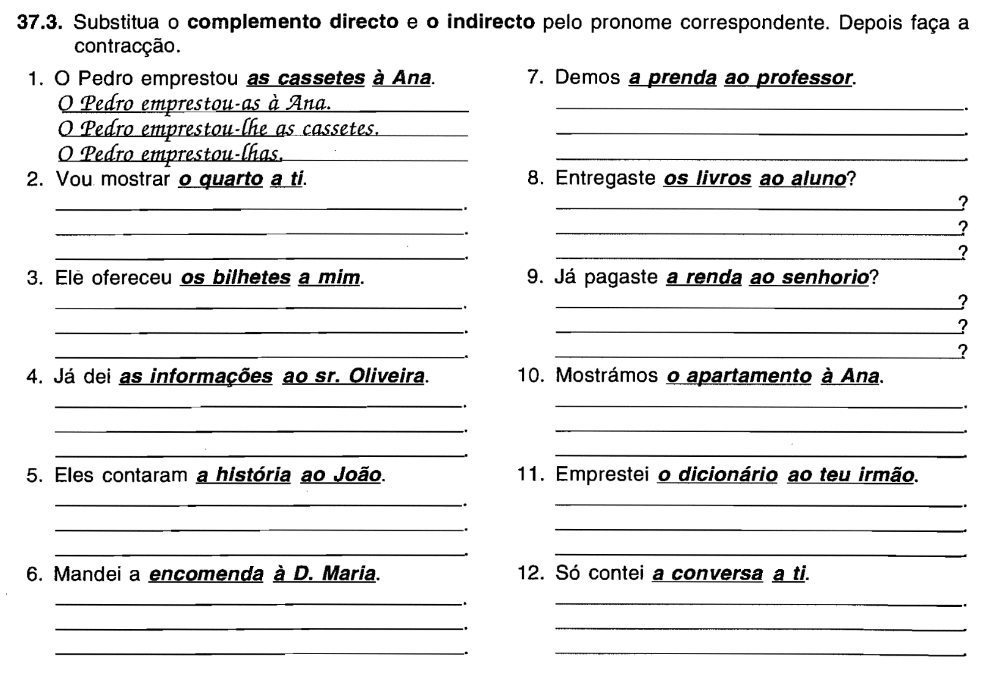 37.3. Substitua o complemento directo e o indirecto pelo pronome correspondente. Depois faça a
contracção.
1. O Pedro emprestou as cassetes à Ana.
O Pedro emprestou-as à Ana.
O Pedro emprestou-lhe as cassetes.
O Pedro emprestou-lhas.
2. Vou mostrar o quarto a ti.
.
.
.
3. Ele ofereceu os bilhetes a mim.
.
.
.
4. Já dei as informações ao sr. Oliveira.
.
.
.
5. Eles contaram a história ao João.
.
.
.
6. Mandei a encomenda à D. Maria.
.
.
.
7. Demos a prenda ao professor.
.
.
.
8. Entregaste os livros ao aluno?
?
?
?
9. Já pagaste a renda ao senhorio?
?
?
?
10. Mostrámos o apartamento à Ana.
.
.
.
11. Emprestei o dicionário ao teu irmão.
.
.
.
12. Só contei a conversa a ti.
.
.
.